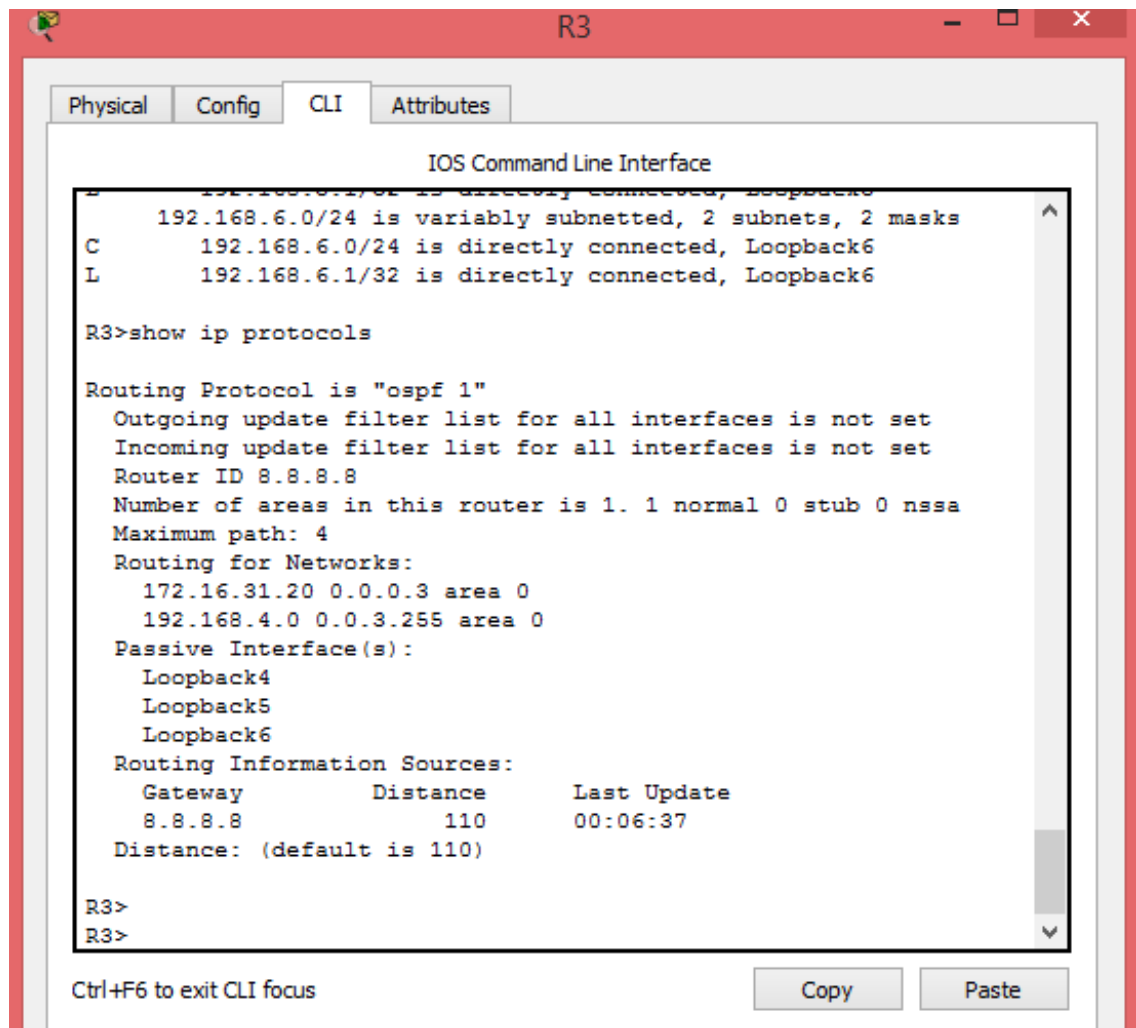 R3
Physical Config CLI Attributes
IOS Command Line Interface
192.168.6.0/24 is variably subnetted, 2 subnets, 2 masks
C 192.168.6.0/24 is directly connected, Loopback6
L 192.168.6.1/32 is directly connected, Loopback6
R3>show ip protocols
Routing Protocol is "ospf 1"
Outgoing update filter list for all interfaces is not set
Incoming update filter list for all interfaces is not set
Router ID 8.8.8.8
Number of areas in this router is 1. 1 normal 0 stub 0 nssa
Maximum path: 4
Routing for Networks:
172.16.31.20 0.0.0.3 area 0
192.168.4.0 0.0.3.255 area 0
Passive Interface(s):
Loopback4
Loopback5
Loopback6
Routing Information Sources:
Gateway Distance Last Update
8.8.8.8 110 00:06:37
Distance: (default is 110)
R3>
R3>
Ctrl+F6 to exit CLI focus
Copy Paste